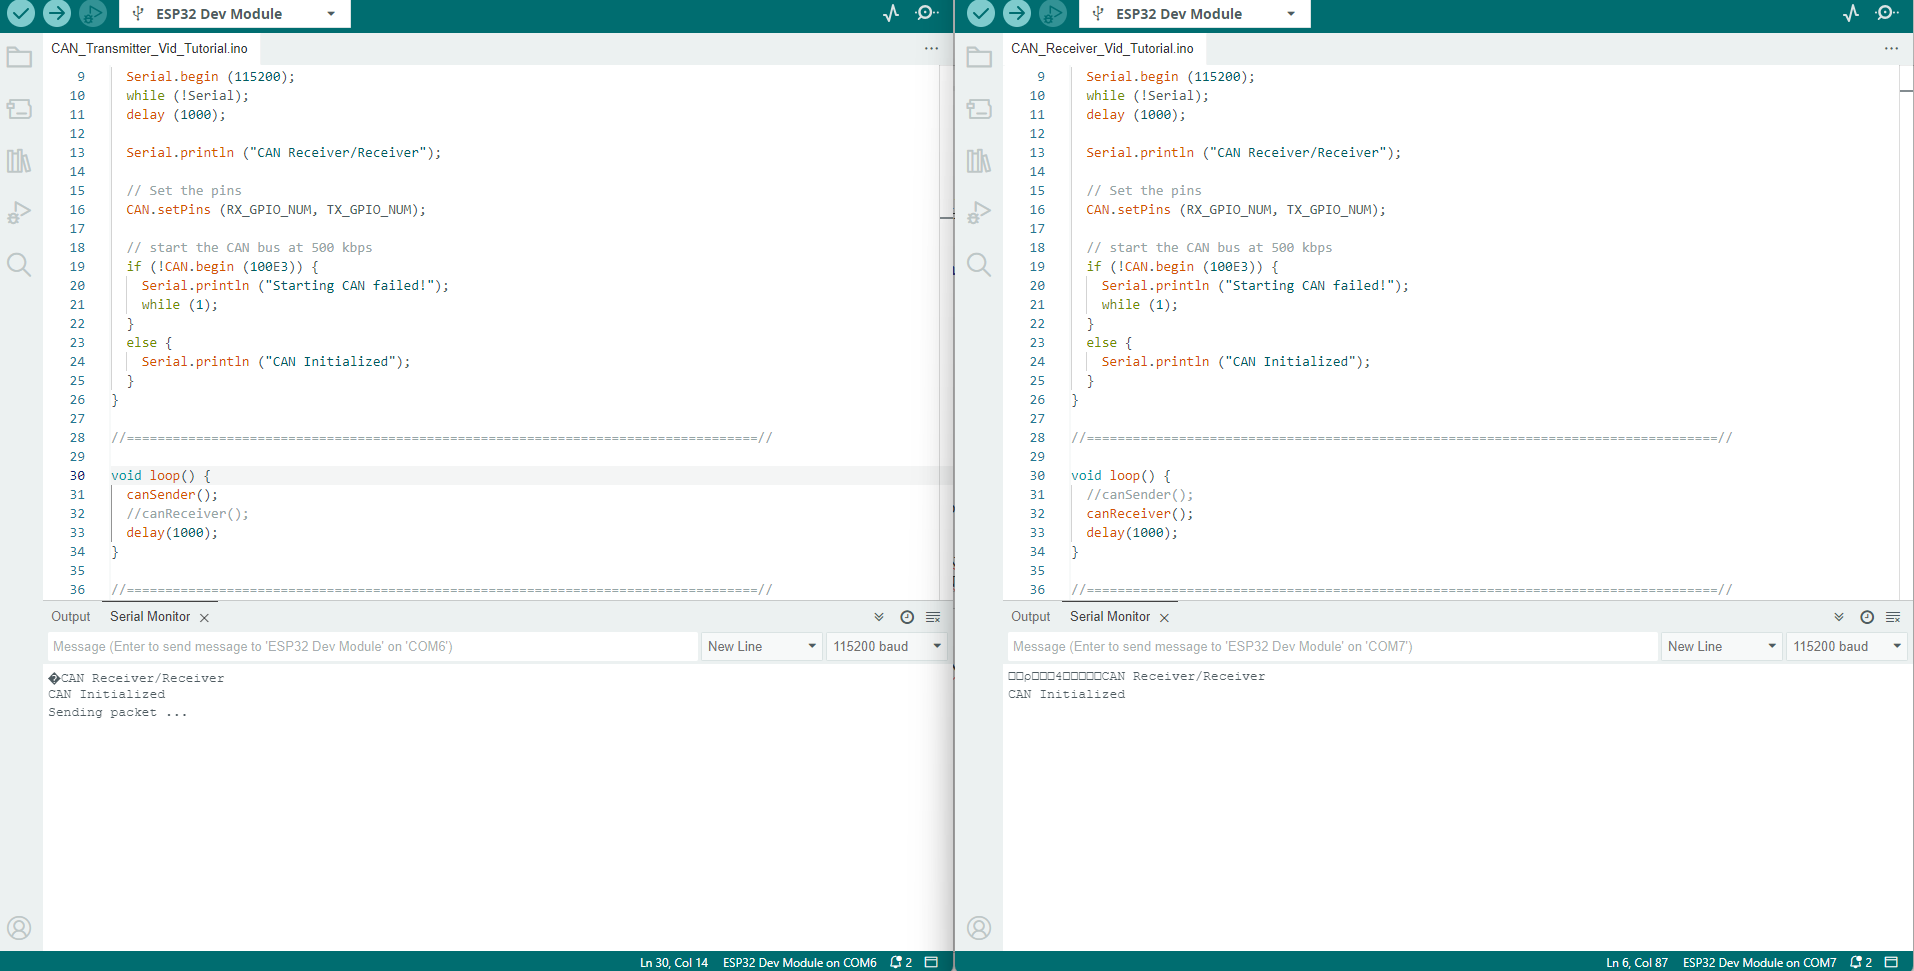 ESP32 Dev Module
CAN_Transmitter_Vid_Tutorial.ino
9 Serial.begin (115200);
10 while (!Serial);
11 delay (1000);
12
13 Serial.println ("CAN Receiver/Receiver");
14
15 // Set the pins
16 CAN.setPins (RX_GPIO_NUM, TX_GPIO_NUM);
17
18 // start the CAN bus at 500 kbps
19 if (!CAN.begin (100E3)) {
20 Serial.println ("Starting CAN failed!");
21 while (1);
22 }
23 else {
24 Serial.println ("CAN Initialized");
25 }
26 }
27
28 //==================================================================================//
29
30 void loop() {
31 canSender();
32 //canReceiver();
33 delay(1000);
34 }
35
36 //==================================================================================//
Output Serial Monitor
Message (Enter to send message to 'ESP32 Dev Module' on 'COM6') New Line 115200 baud
�CAN Receiver/Receiver
CAN Initialized
Sending packet ...
Ln 30, Col 14 ESP32 Dev Module on COM6 2
ESP32 Dev Module
CAN_Receiver_Vid_Tutorial.ino
9 Serial.begin (115200);
10 while (!Serial);
11 delay (1000);
12
13 Serial.println ("CAN Receiver/Receiver");
14
15 // Set the pins
16 CAN.setPins (RX_GPIO_NUM, TX_GPIO_NUM);
17
18 // start the CAN bus at 500 kbps
19 if (!CAN.begin (100E3)) {
20 Serial.println ("Starting CAN failed!");
21 while (1);
22 }
23 else {
24 Serial.println ("CAN Initialized");
25 }
26 }
27
28 //==================================================================================//
29
30 void loop() {
31 //canSender();
32 canReceiver();
33 delay(1000);
34 }
35
36 //==================================================================================//
Output Serial Monitor
Message (Enter to send message to 'ESP32 Dev Module' on 'COM7') New Line 115200 baud
□□ρ□□□4□□□□□CAN Receiver/Receiver
CAN Initialized
Ln 6, Col 87 ESP32 Dev Module on COM7 2